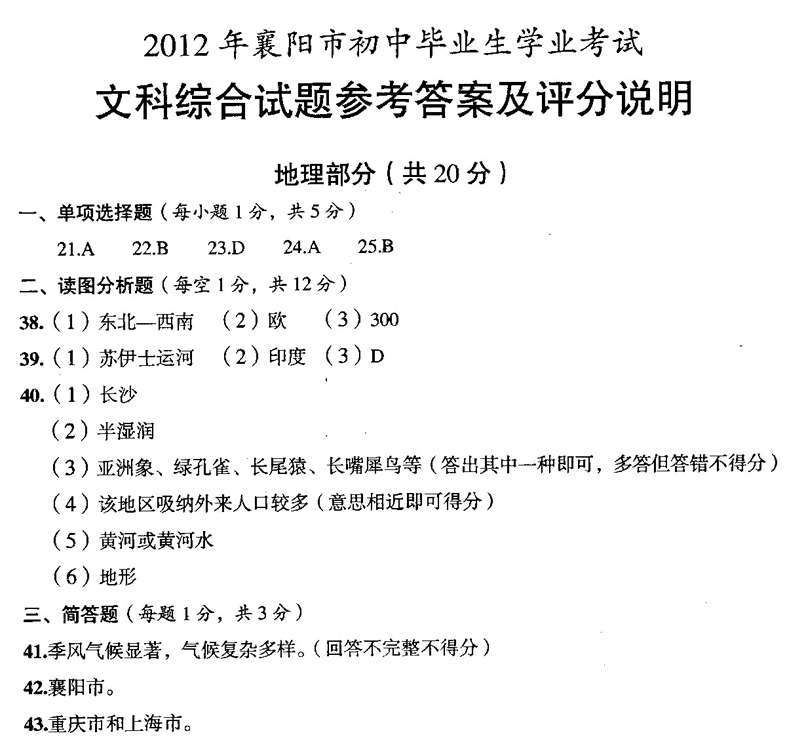 2012年襄阳市初中毕业生学业考试
文科综合试题参考答案及评分说明
地理部分(共20分)
一、单项选择题(每小题1分，共5分)
21.A 22.B 23.D 24.A 25.B
二、读图分析题(每空1分，共12分)
38.(1)东北—西南 (2)欧 (3)300
39.(1)苏伊士运河 (2)印度 (3)D
40.(1)长沙
(2)半湿润
(3)亚洲象、绿孔雀、长尾猿、长嘴犀鸟等(答出其中一种即可，多答但答错不得分)
(4)该地区吸纳外来人口较多(意思相近即可得分)
(5)黄河或黄河水
(6)地形
三、简答题(每题1分，共3分)
41.季风气候显著，气候复杂多样。(回答不完整不得分)
42.襄阳市。
43.重庆市和上海市。